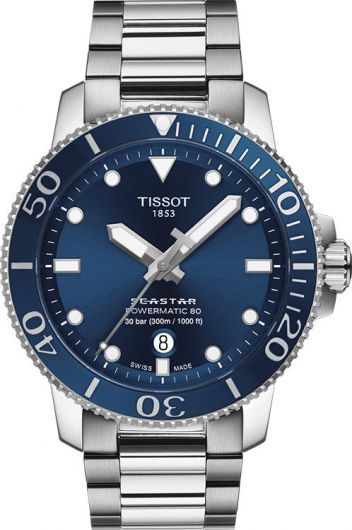 TISSOT
1853
SEASTAR
POWERMATIC 80
30 bar (300m / 1000 ft)
8
SWISS MADE
10
20
30
40
50